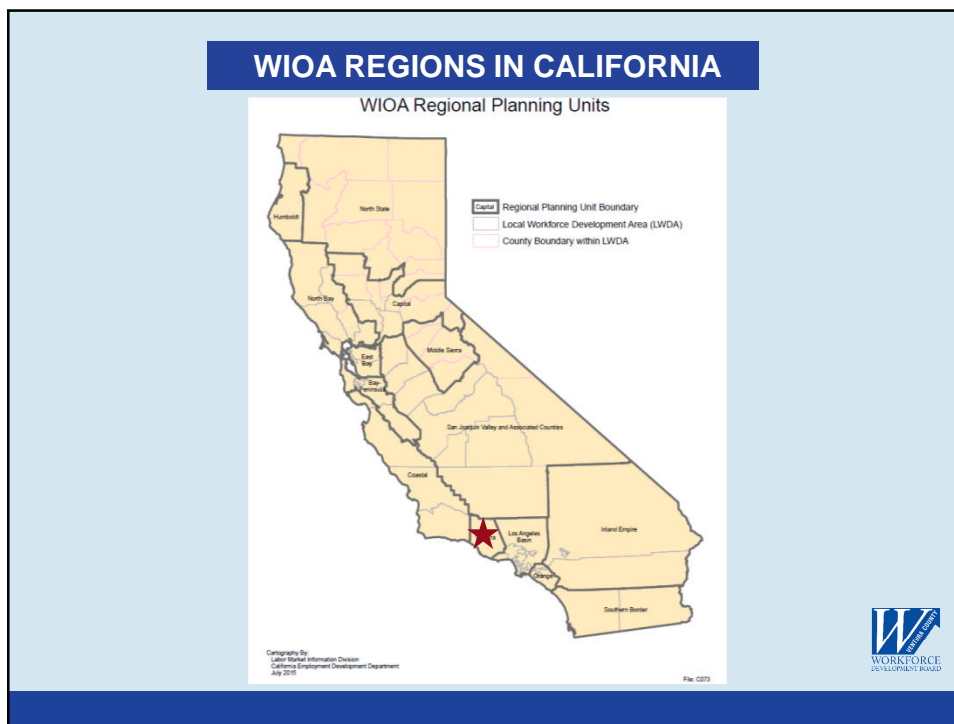 WIOA REGIONS IN CALIFORNIA
WIOA Regional Planning Units
Capital Regional Planning Unit Boundary
Local Workforce Development Area (LWDA)
County Boundary within LWDA
Humboldt
North State
North Bay
Capital
Middle Sierra
East
Bay
Bay-
Peninsula
San Joaquin Valley and Associated Counties
Coastal
Los Angeles
Basin
Inland Empire
Orange
Southern Border
Cartography By:
Labor Market Information Division
California Employment Development Department
July 2015
File: C073
VENTURA COUNTY
WORKFORCE
DEVELOPMENT BOARD